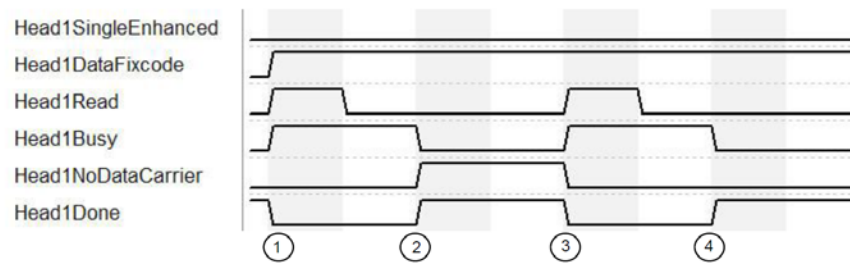 Head1SingleEnhanced
Head1DataFixcode
Head1Read
Head1Busy
Head1NoDataCarrier
Head1Done
1 2 3 4